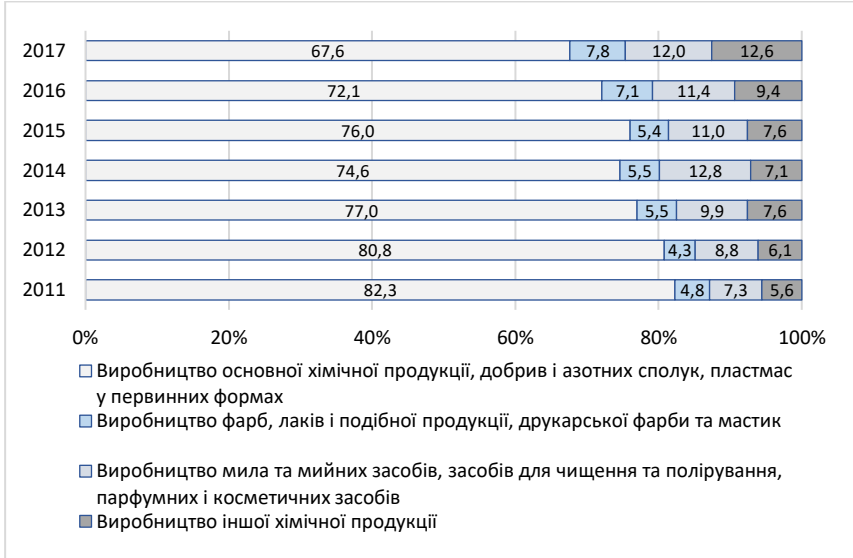 2017 67,6 7,8 12,0 12,6
2016 72,1 7,1 11,4 9,4
2015 76,0 5,4 11,0 7,6
2014 74,6 5,5 12,8 7,1
2013 77,0 5,5 9,9 7,6
2012 80,8 4,3 8,8 6,1
2011 82,3 4,8 7,3 5,6
0% 20% 40% 60% 80% 100%
Виробництво основної хімічної продукції, добрив і азотних сполук, пластмас
у первинних формах
Виробництво фарб, лаків і подібної продукції, друкарської фарби та мастик
Виробництво мила та мийних засобів, засобів для чищення та полірування,
парфумних і косметичних засобів
Виробництво іншої хімічної продукції